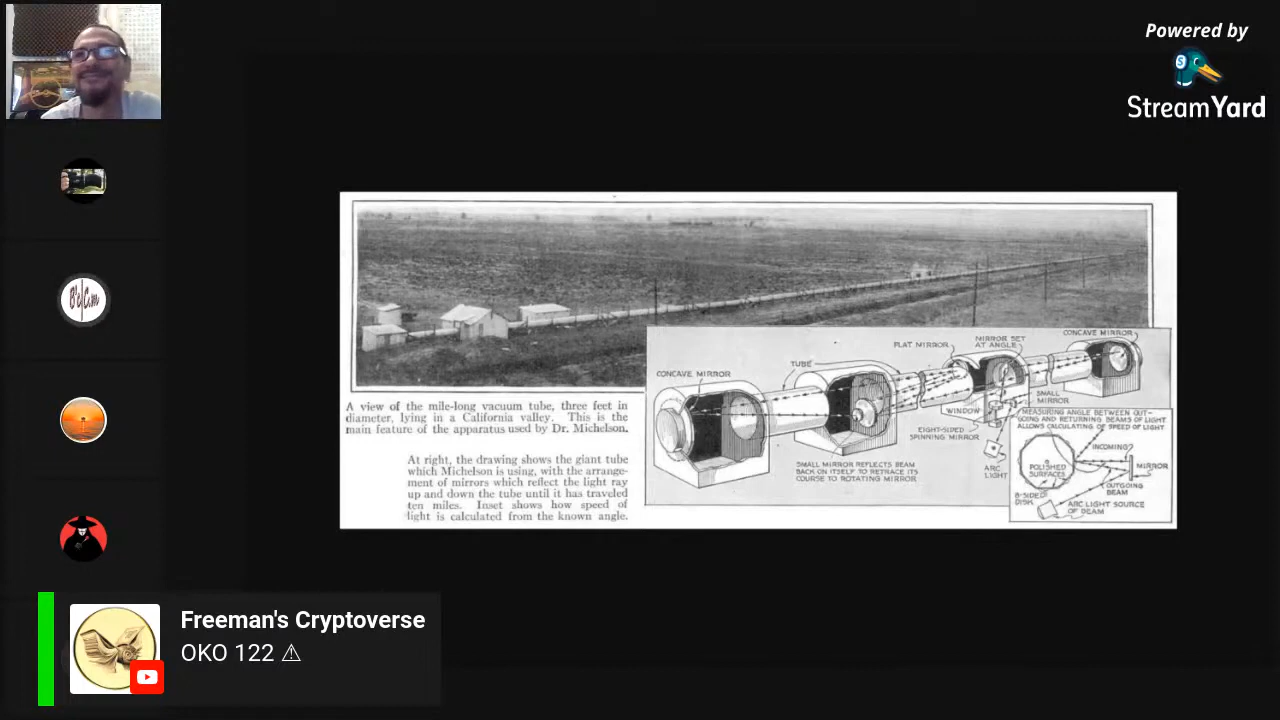 Powered by
StreamYard
CONCAVE MIRROR
MIRROR SET
AT ANGLE
FLAT MIRROR
TUBE
CONCAVE MIRROR
SMALL
MIRROR
WINDOW
EIGHT-SIDED
SPINNING MIRROR
ARC
LIGHT
SMALL MIRROR REFLECTS BEAM
BACK ON ITSELF TO RETRACE ITS
COURSE TO ROTATING MIRROR
MEASURING ANGLE BETWEEN OUT-
GOING AND RETURNING BEAMS OF LIGHT
ALLOWS CALCULATING OF SPEED OF LIGHT
INCOMING
MIRROR
POLISHED
SURFACES
OUTGOING
BEAM
8-SIDED
DISK
ARC LIGHT SOURCE
OF BEAM
A view of the mile-long vacuum tube, three feet in
diameter, lying in a California valley. This is the
main feature of the apparatus used by Dr. Michelson.
At right, the drawing shows the giant tube
which Michelson is using, with the arrange-
ment of mirrors which reflect the light ray
up and down the tube until it has traveled
ten miles. Inset shows how speed of
light is calculated from the known angle.
Freeman's Cryptoverse
OKO 122 ⚠